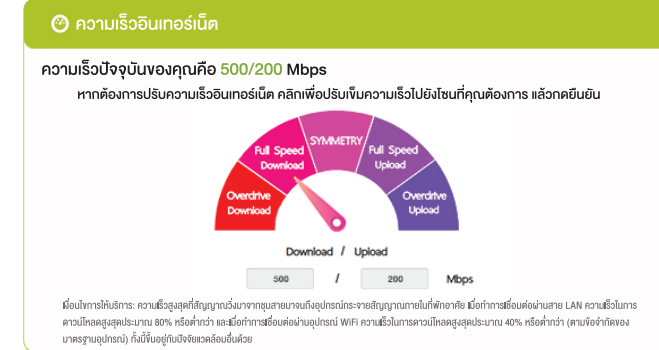 ความเร็วอินเทอร์เน็ต
ความเร็วปัจจุบันของคุณคือ 500/200 Mbps
หากต้องการปรับความเร็วอินเทอร์เน็ต คลิกเพื่อปรับเข็มความเร็วไปยังโซนที่คุณต้องการ แล้วกดยืนยัน
SYMMETRY
Full Speed
Download
Full Speed
Upload
Overdrive
Download
Overdrive
Upload
Download / Upload
500 / 200 Mbps
เงื่อนไขการให้บริการ: ความเร็วสูงสุดที่สัญญาณวิ่งมาจากชุมสายมาจนถึงอุปกรณ์กระจายสัญญาณภายในที่พักอาศัย เมื่อทำการเชื่อมต่อผ่านสาย LAN ความเร็วในการ
ดาวน์โหลดสูงสุดประมาณ 80% หรือต่ำกว่า และเมื่อทำการเชื่อมต่อผ่านอุปกรณ์ WiFi ความเร็วในการดาวน์โหลดสูงสุดประมาณ 40% หรือต่ำกว่า (ตามข้อจำกัดของ
มาตรฐานอุปกรณ์) ทั้งนี้ขึ้นอยู่กับปัจจัยแวดล้อมอื่นด้วย